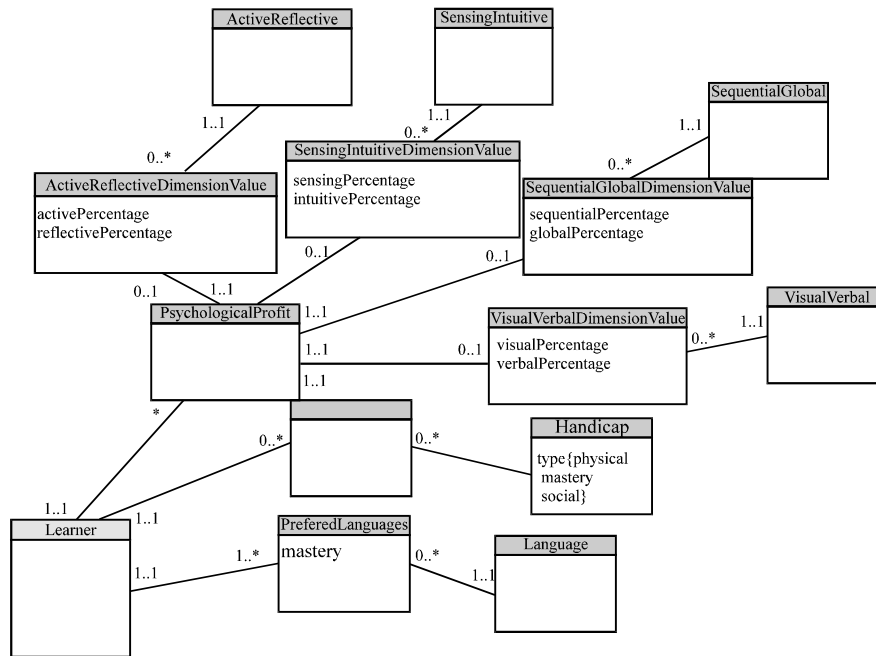 ActiveReflective
SensingIntuitive
SequentialGlobal
1..1
0..*
1..1
0..*
1..1
0..*
SensingIntuitiveDimensionValue
sensingPercentage
intuitivePercentage
ActiveReflectiveDimensionValue
activePercentage
reflectivePercentage
SequentialGlobalDimensionValue
sequentialPercentage
globalPercentage
0..1
1..1
0..1
0..1
1..1
PsychologicalProfit
VisualVerbalDimensionValue
visualPercentage
verbalPercentage
VisualVerbal
1..1
0..*
1..1
0..1
1..1
*
0..*
0..*
Handicap
type{physical
mastery
social}
1..1
1..1
Learner
PreferedLanguages
mastery
1..*
1..1
0..*
1..1
Language